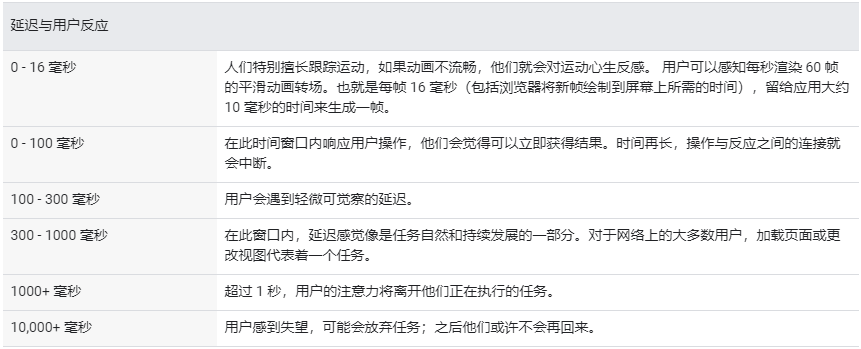 延迟与用户反应
0 - 16 毫秒
人们特别擅长跟踪运动，如果动画不流畅，他们就会对运动心生反感。 用户可以感知每秒渲染 60 帧
的平滑动画转场。也就是每帧 16 毫秒（包括浏览器将新帧绘制到屏幕上所需的时间），留给应用大约
10 毫秒的时间来生成一帧。
0 - 100 毫秒
在此时间窗口内响应用户操作，他们会觉得可以立即获得结果。时间再长，操作与反应之间的连接就
会中断。
100 - 300 毫秒
用户会遇到轻微可觉察的延迟。
300 - 1000 毫秒
在此窗口内，延迟感觉像是任务自然和持续发展的一部分。对于网络上的大多数用户，加载页面或更
改视图代表着一个任务。
1000+ 毫秒
超过 1 秒，用户的注意力将离开他们正在执行的任务。
10,000+ 毫秒
用户感到失望，可能会放弃任务；之后他们或许不会再回来。